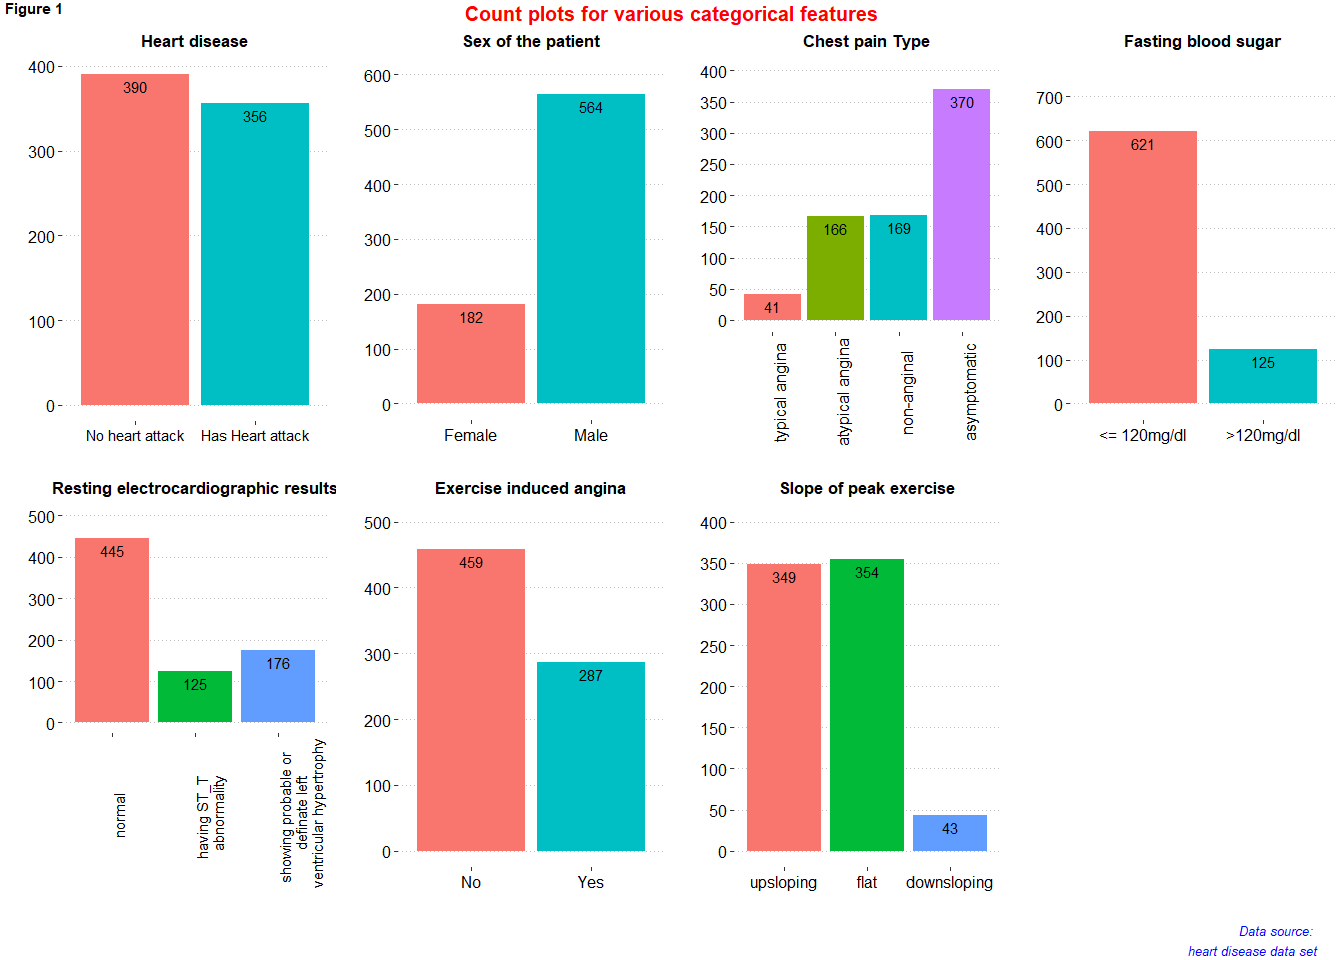 Figure 1
Count plots for various categorical features
Heart disease
400
300
200
100
0
390
356
No heart attack
Has Heart attack
Sex of the patient
600
500
400
300
200
100
0
182
564
Female
Male
Chest pain Type
400
350
300
250
200
150
100
50
0
41
166
169
370
typical angina
atypical angina
non-anginal
asymptomatic
Fasting blood sugar
700
600
500
400
300
200
100
0
621
125
<= 120mg/dl
>120mg/dl
Resting electrocardiographic results
500
400
300
200
100
0
445
125
176
normal
having ST_T
abnormality
showing probable or
definate left
ventricular hypertrophy
Exercise induced angina
500
400
300
200
100
0
459
287
No
Yes
Slope of peak exercise
400
350
300
250
200
150
100
50
0
349
354
43
upsloping
flat
downsloping
Data source:
heart disease data set